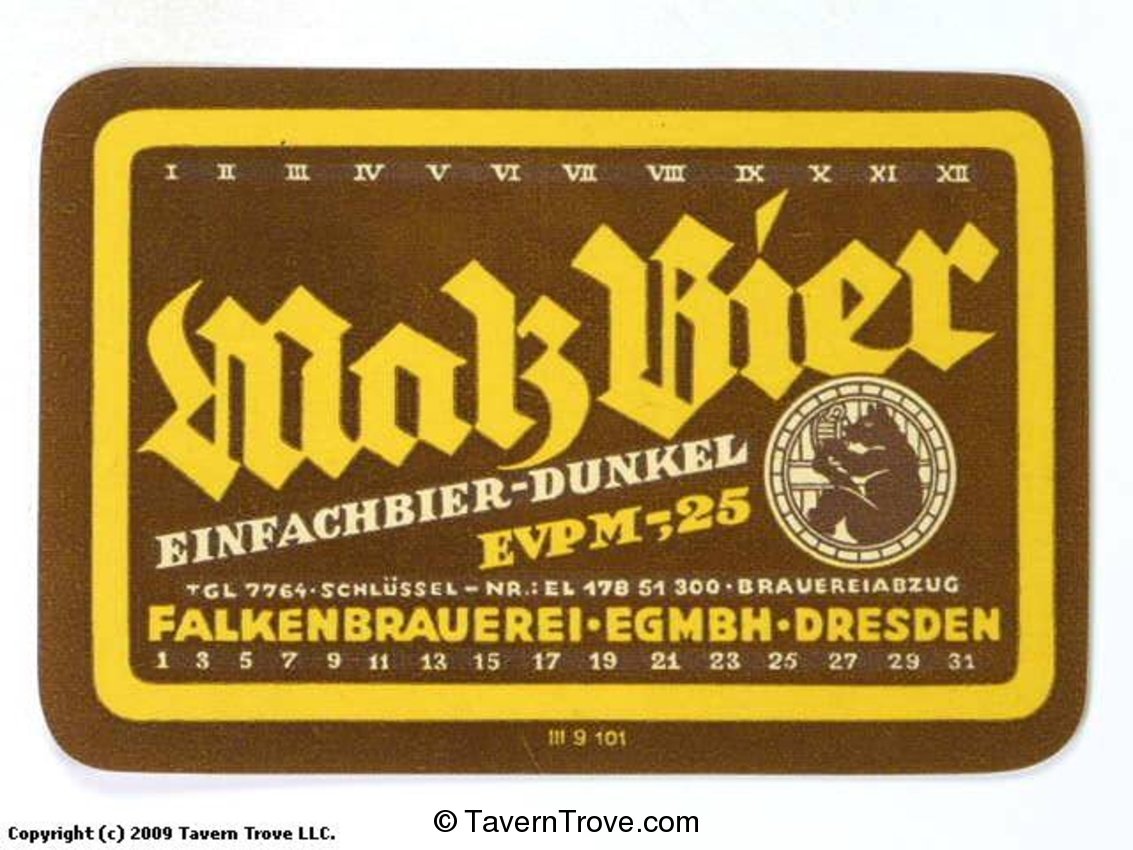 I II III IV V VI VII VIII IX X XI XII
Malz Bier
EINFACHBIER-DUNKEL
EVP M-,25
TGL 7764·SCHLÜSSEL-NR.: EL 178 51 300·BRAUEREIABZUG
FALKENBRAUEREI·EGMBH·DRESDEN
1 3 5 7 9 11 13 15 17 19 21 23 25 27 29 31
III 9 101
Copyright (c) 2009 Tavern Trove LLC.
© TavernTrove.com